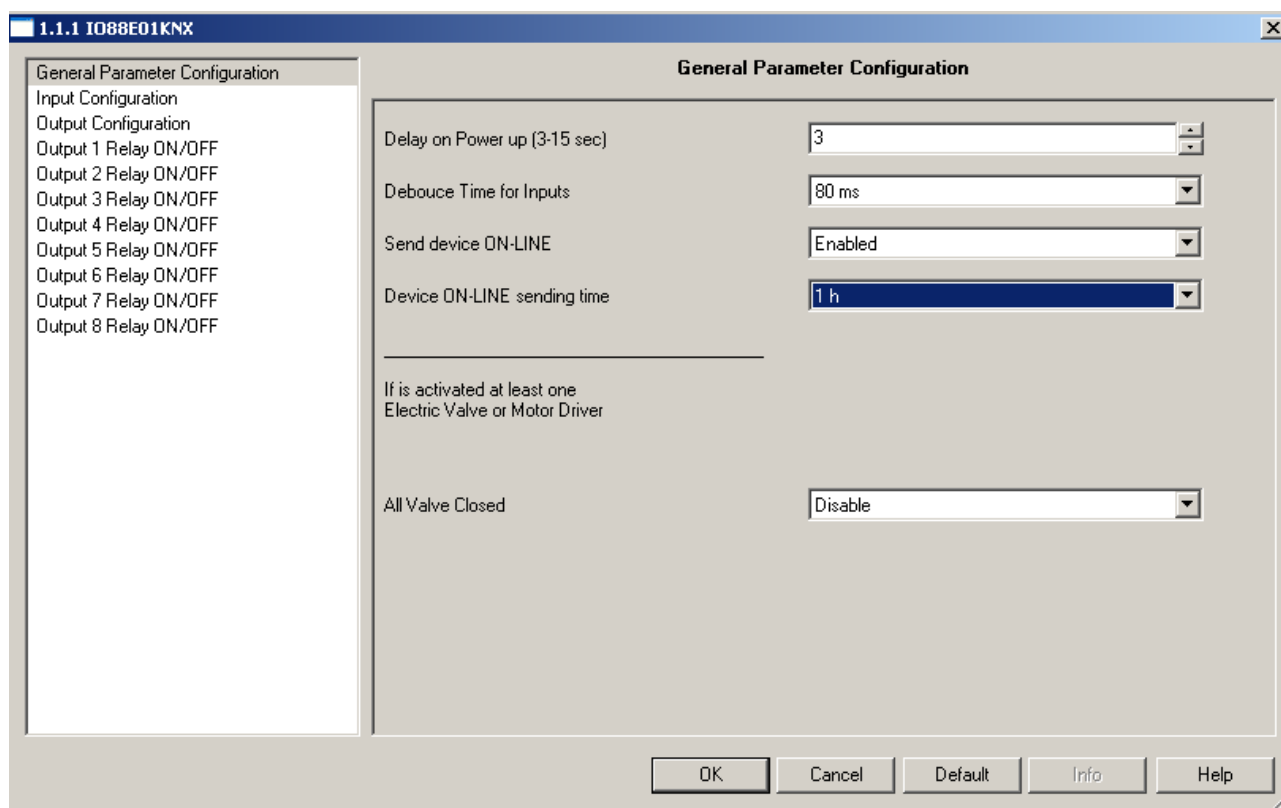 1.1.1 IO88E01KNX
General Parameter Configuration
Input Configuration
Output Configuration
Output 1 Relay ON/OFF
Output 2 Relay ON/OFF
Output 3 Relay ON/OFF
Output 4 Relay ON/OFF
Output 5 Relay ON/OFF
Output 6 Relay ON/OFF
Output 7 Relay ON/OFF
Output 8 Relay ON/OFF
General Parameter Configuration
Delay on Power up (3-15 sec) 3
Debouce Time for Inputs 80 ms
Send device ON-LINE Enabled
Device ON-LINE sending time 1 h
If is activated at least one
Electric Valve or Motor Driver
All Valve Closed Disable
OK Cancel Default Info Help